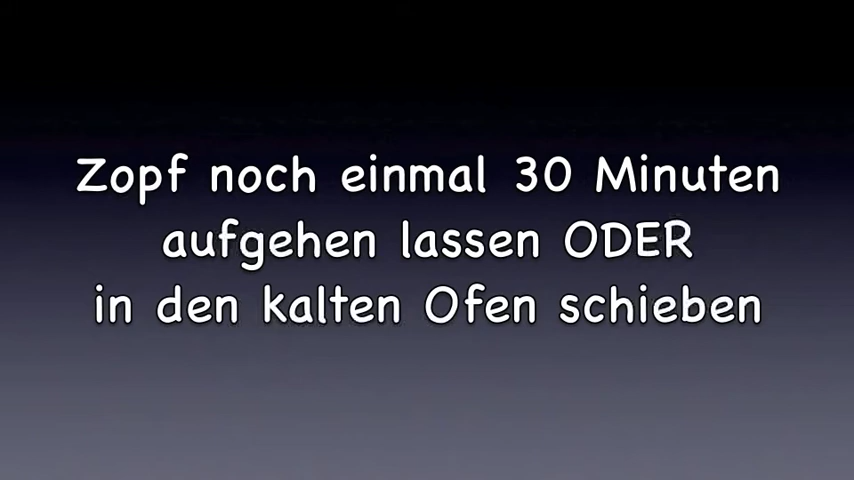 Zopf noch einmal 30 Minuten
aufgehen lassen ODER
in den kalten Ofen schieben